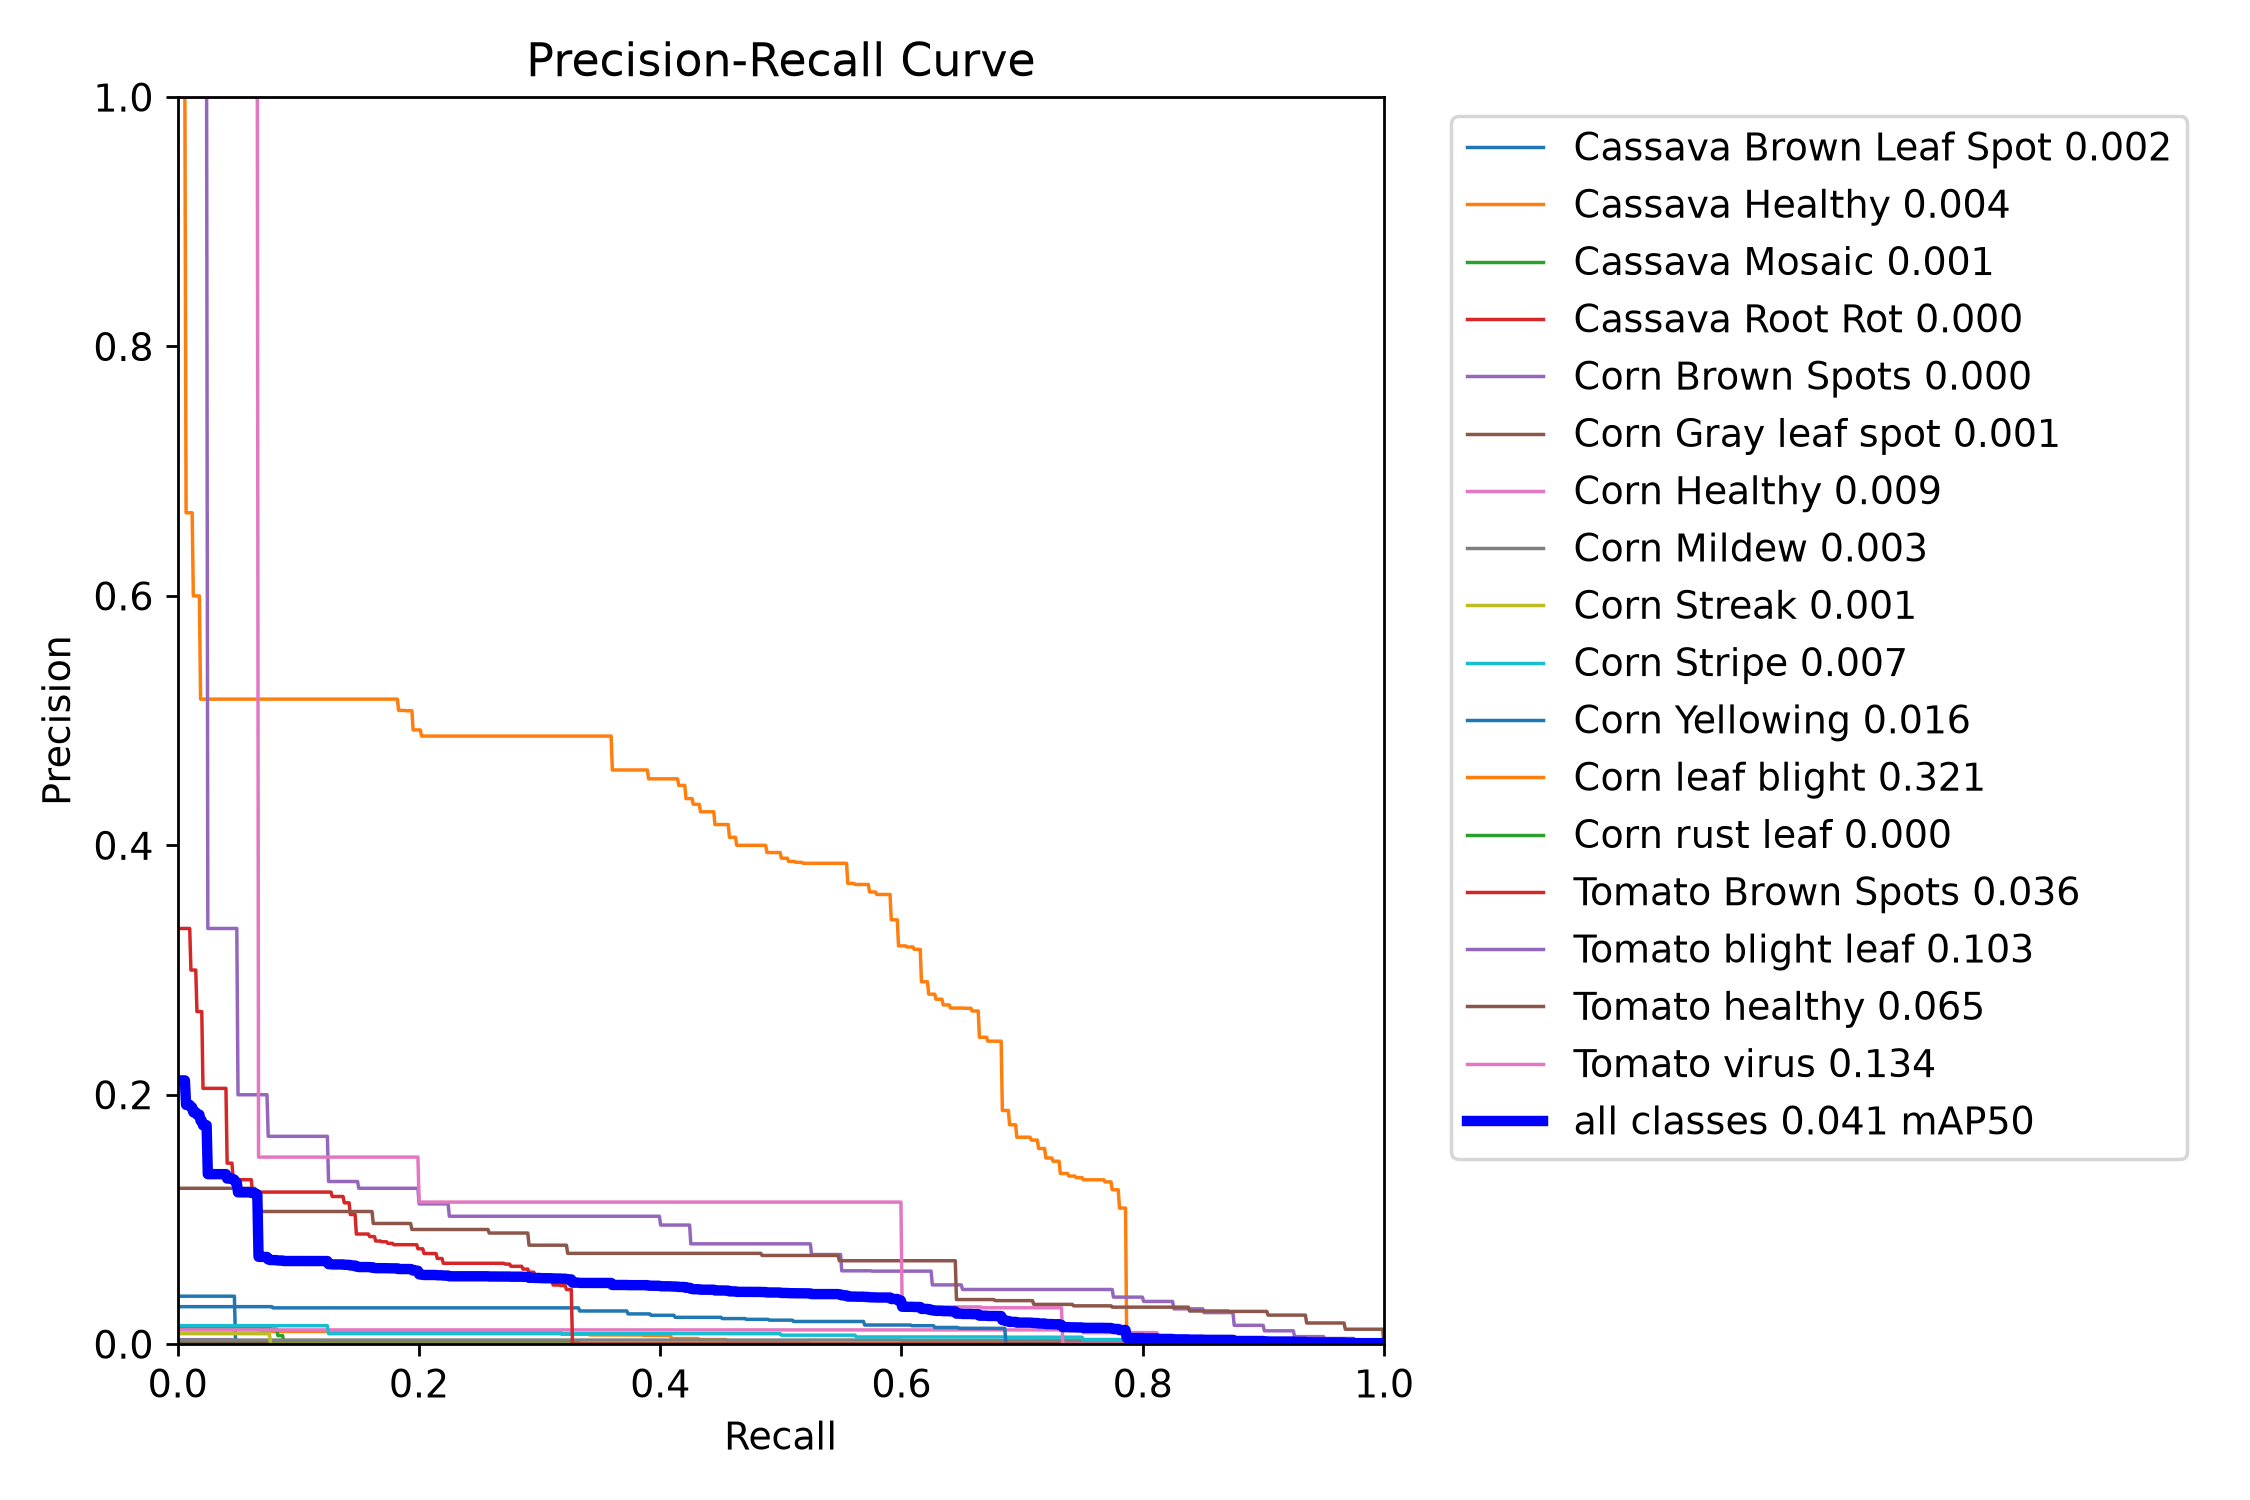 Precision-Recall Curve
1.0
0.8
0.6
0.4
0.2
0.0
Precision
0.0 0.2 0.4 0.6 0.8 1.0
Recall
Cassava Brown Leaf Spot 0.002
Cassava Healthy 0.004
Cassava Mosaic 0.001
Cassava Root Rot 0.000
Corn Brown Spots 0.000
Corn Gray leaf spot 0.001
Corn Healthy 0.009
Corn Mildew 0.003
Corn Streak 0.001
Corn Stripe 0.007
Corn Yellowing 0.016
Corn leaf blight 0.321
Corn rust leaf 0.000
Tomato Brown Spots 0.036
Tomato blight leaf 0.103
Tomato healthy 0.065
Tomato virus 0.134
all classes 0.041 mAP50